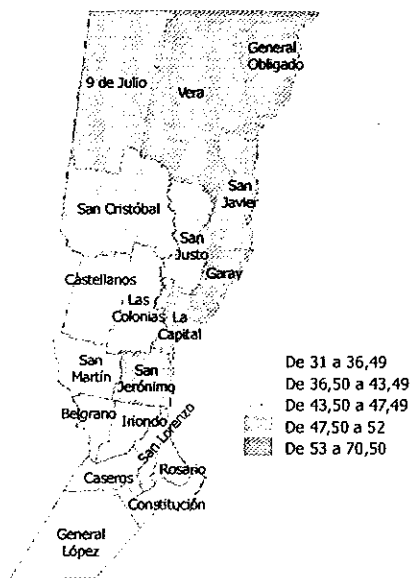 General
Obligado
9 de Julio
Vera
San
Javier
San Cristóbal
San
Justo
Garay
Castellanos
Las
Colonias
La
Capital
San
Martín
San
Jerónimo
Belgrano
Iriondo
San Lorenzo
Caseros
Rosario
Constitución
General
López
De 31 a 36,49
De 36,50 a 43,49
De 43,50 a 47,49
De 47,50 a 52
De 53 a 70,50